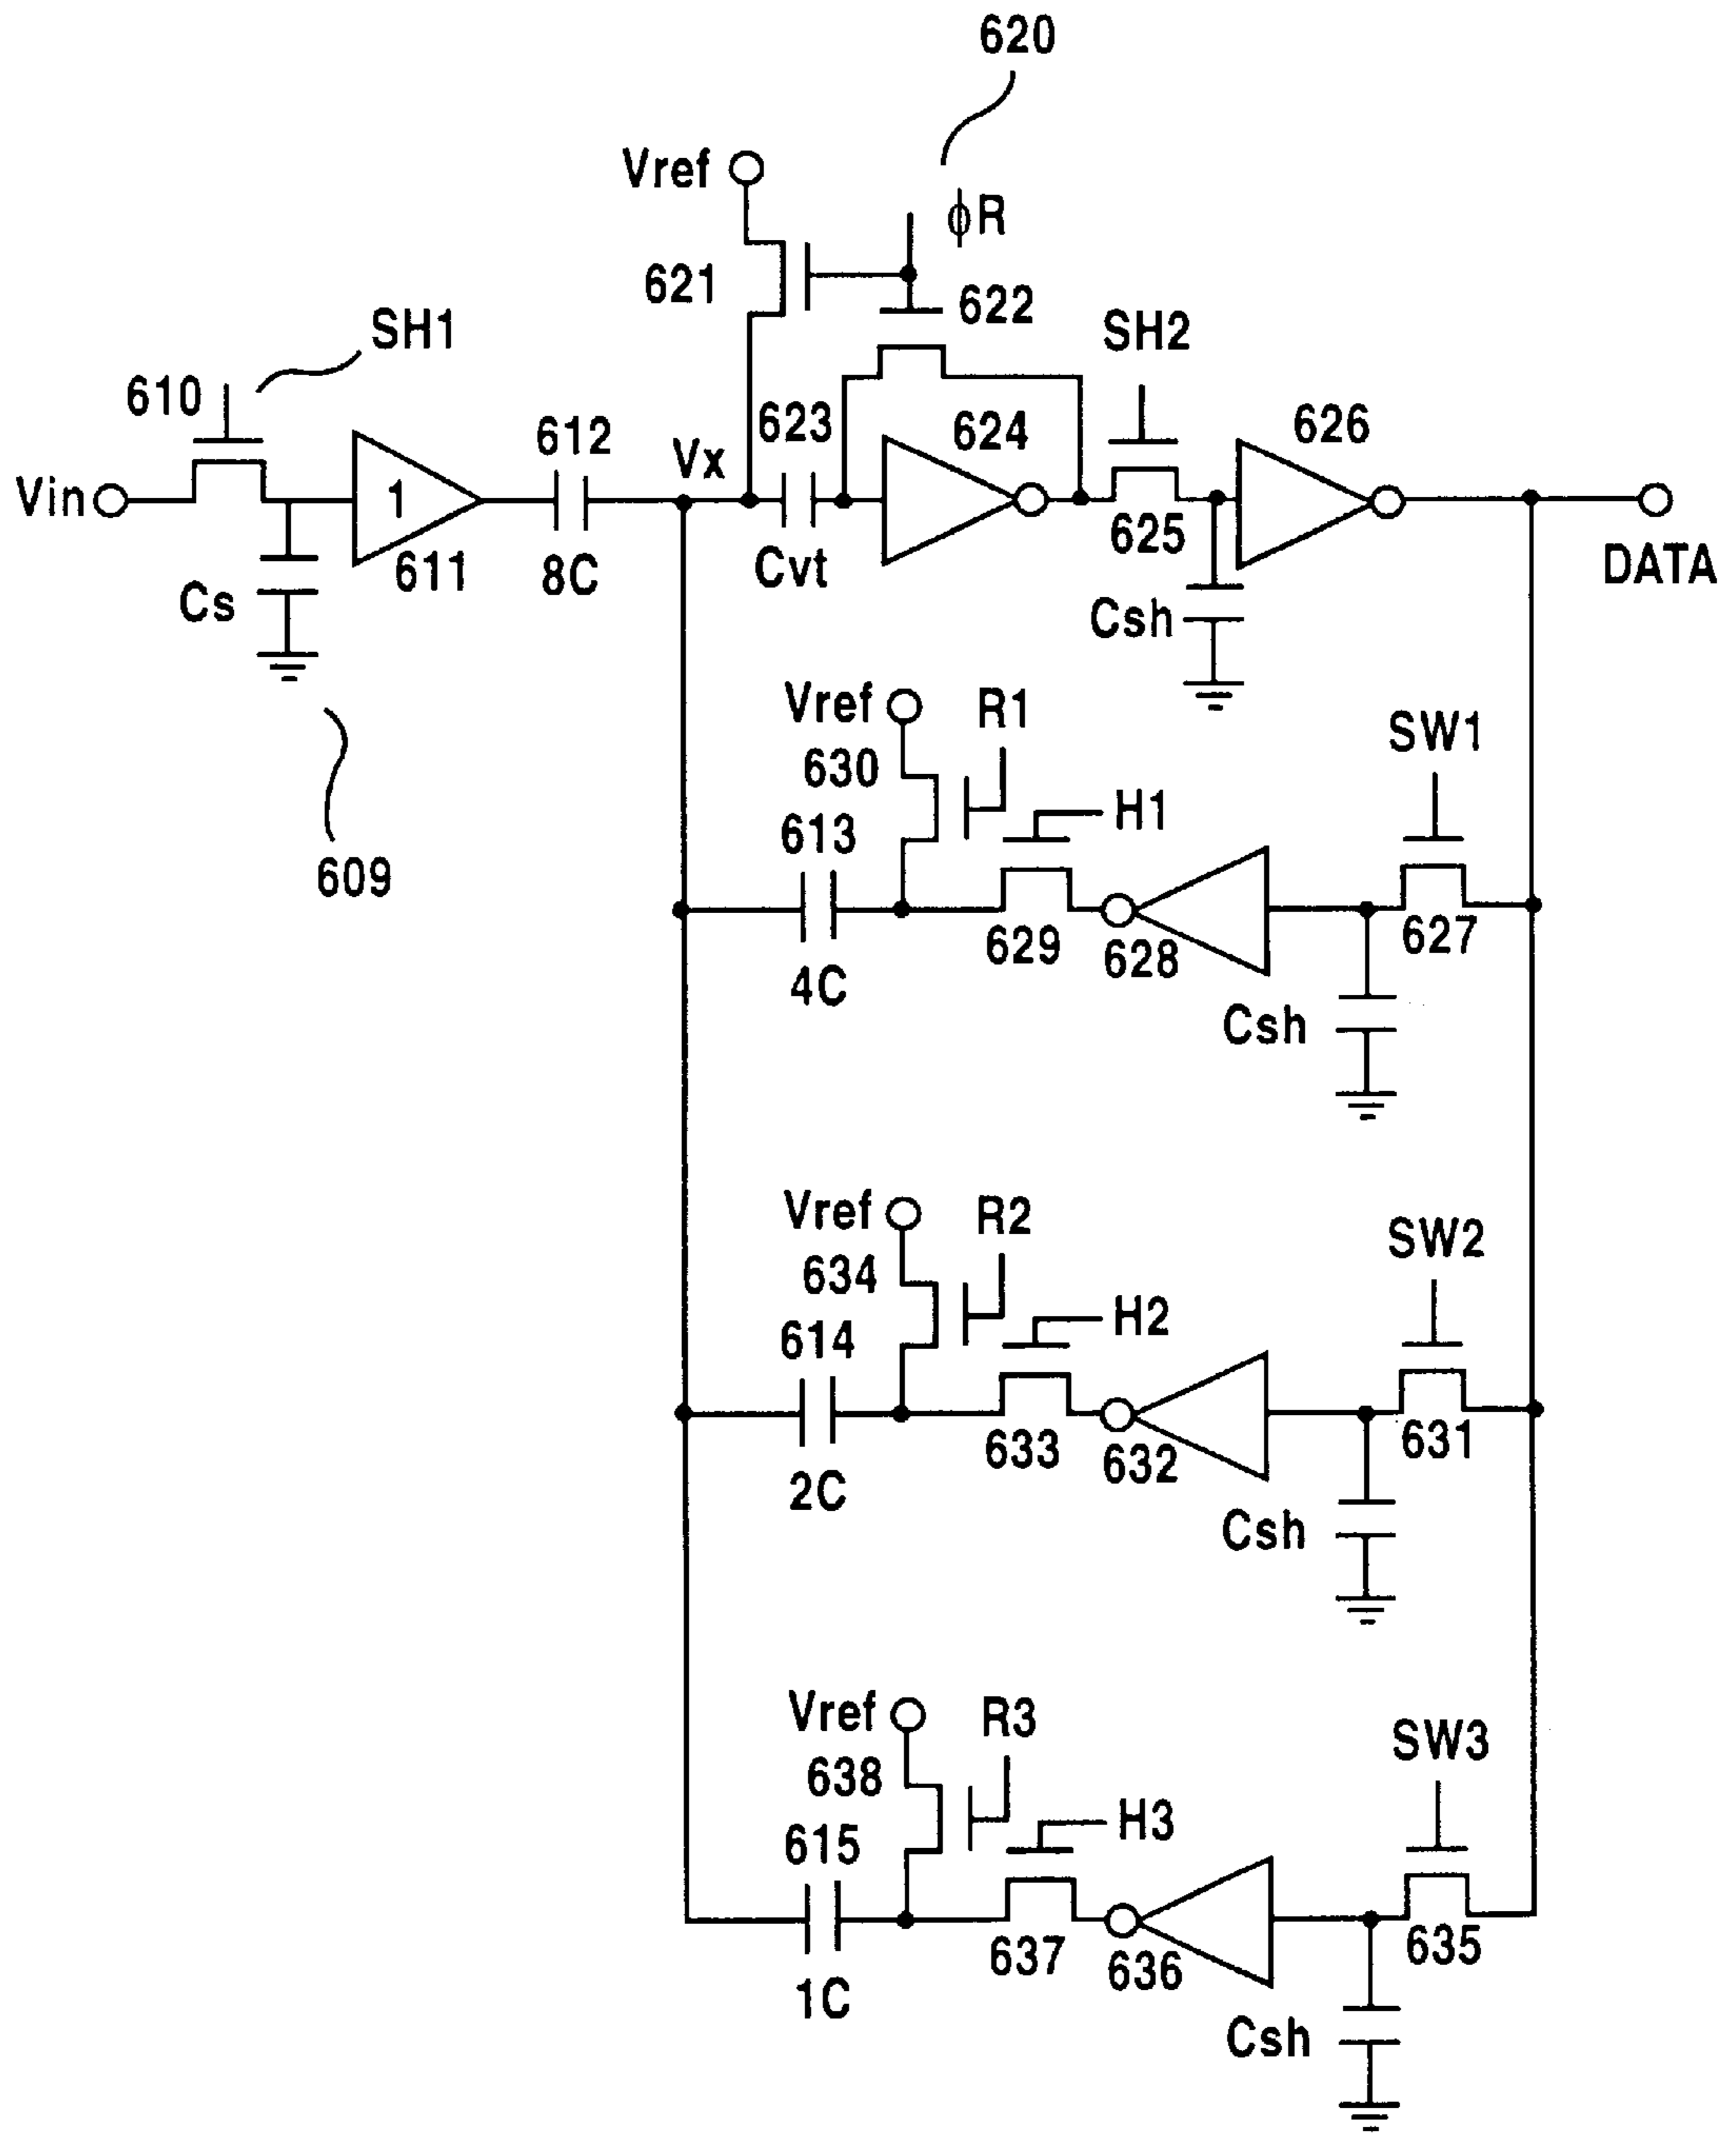 620
Vref
ϕR
621
622
SH1
SH2
610
612
623
624
626
Vx
Vin
1
611
8C
Cvt
625
DATA
Cs
Csh
Vref
R1
SW1
630
H1
613
609
629
628
627
4C
Csh
Vref
R2
SW2
634
H2
614
633
632
631
2C
Csh
Vref
R3
SW3
638
H3
615
637
636
635
1C
Csh